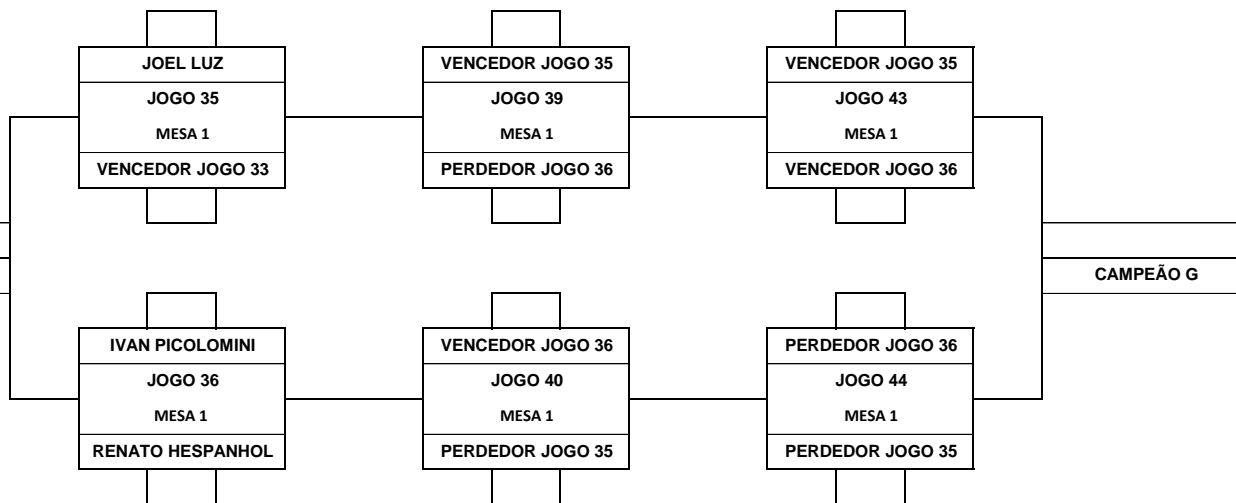 JOEL LUZ
JOGO 35
MESA 1
VENCEDOR JOGO 33
VENCEDOR JOGO 35
JOGO 39
MESA 1
PERDEDOR JOGO 36
VENCEDOR JOGO 35
JOGO 43
MESA 1
VENCEDOR JOGO 36
CAMPEÃO G
IVAN PICOLOMINI
JOGO 36
MESA 1
RENATO HESPANHOL
VENCEDOR JOGO 36
JOGO 40
MESA 1
PERDEDOR JOGO 35
PERDEDOR JOGO 36
JOGO 44
MESA 1
PERDEDOR JOGO 35